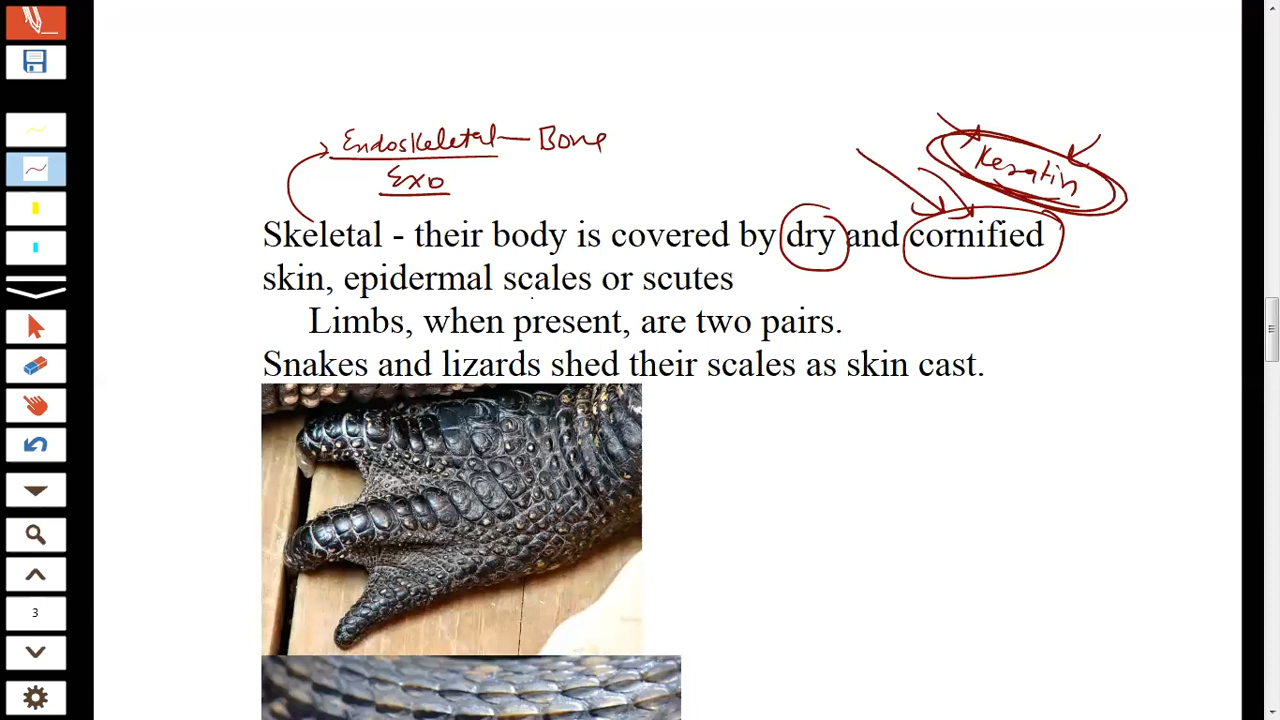 Endoskeletal - Bone
Exo
Keratin
Skeletal - their body is covered by dry and cornified
skin, epidermal scales or scutes
Limbs, when present, are two pairs.
Snakes and lizards shed their scales as skin cast.
3